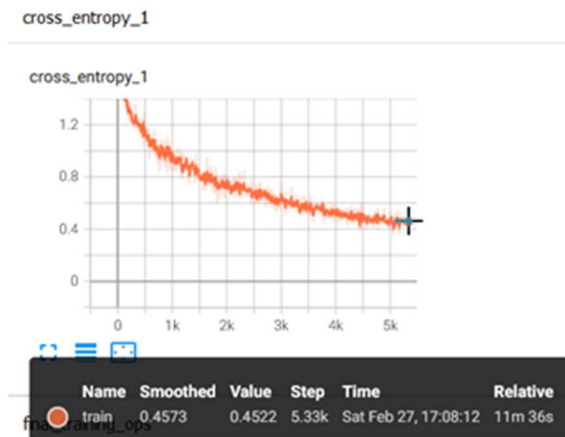 cross_entropy_1
cross_entropy_1
1.2
0.8
0.4
0
0 1k 2k 3k 4k 5k
Name Smoothed Value Step Time Relative
train 0.4573 0.4522 5.33k Sat Feb 27, 17:08:12 11m 36s
final_training_ops